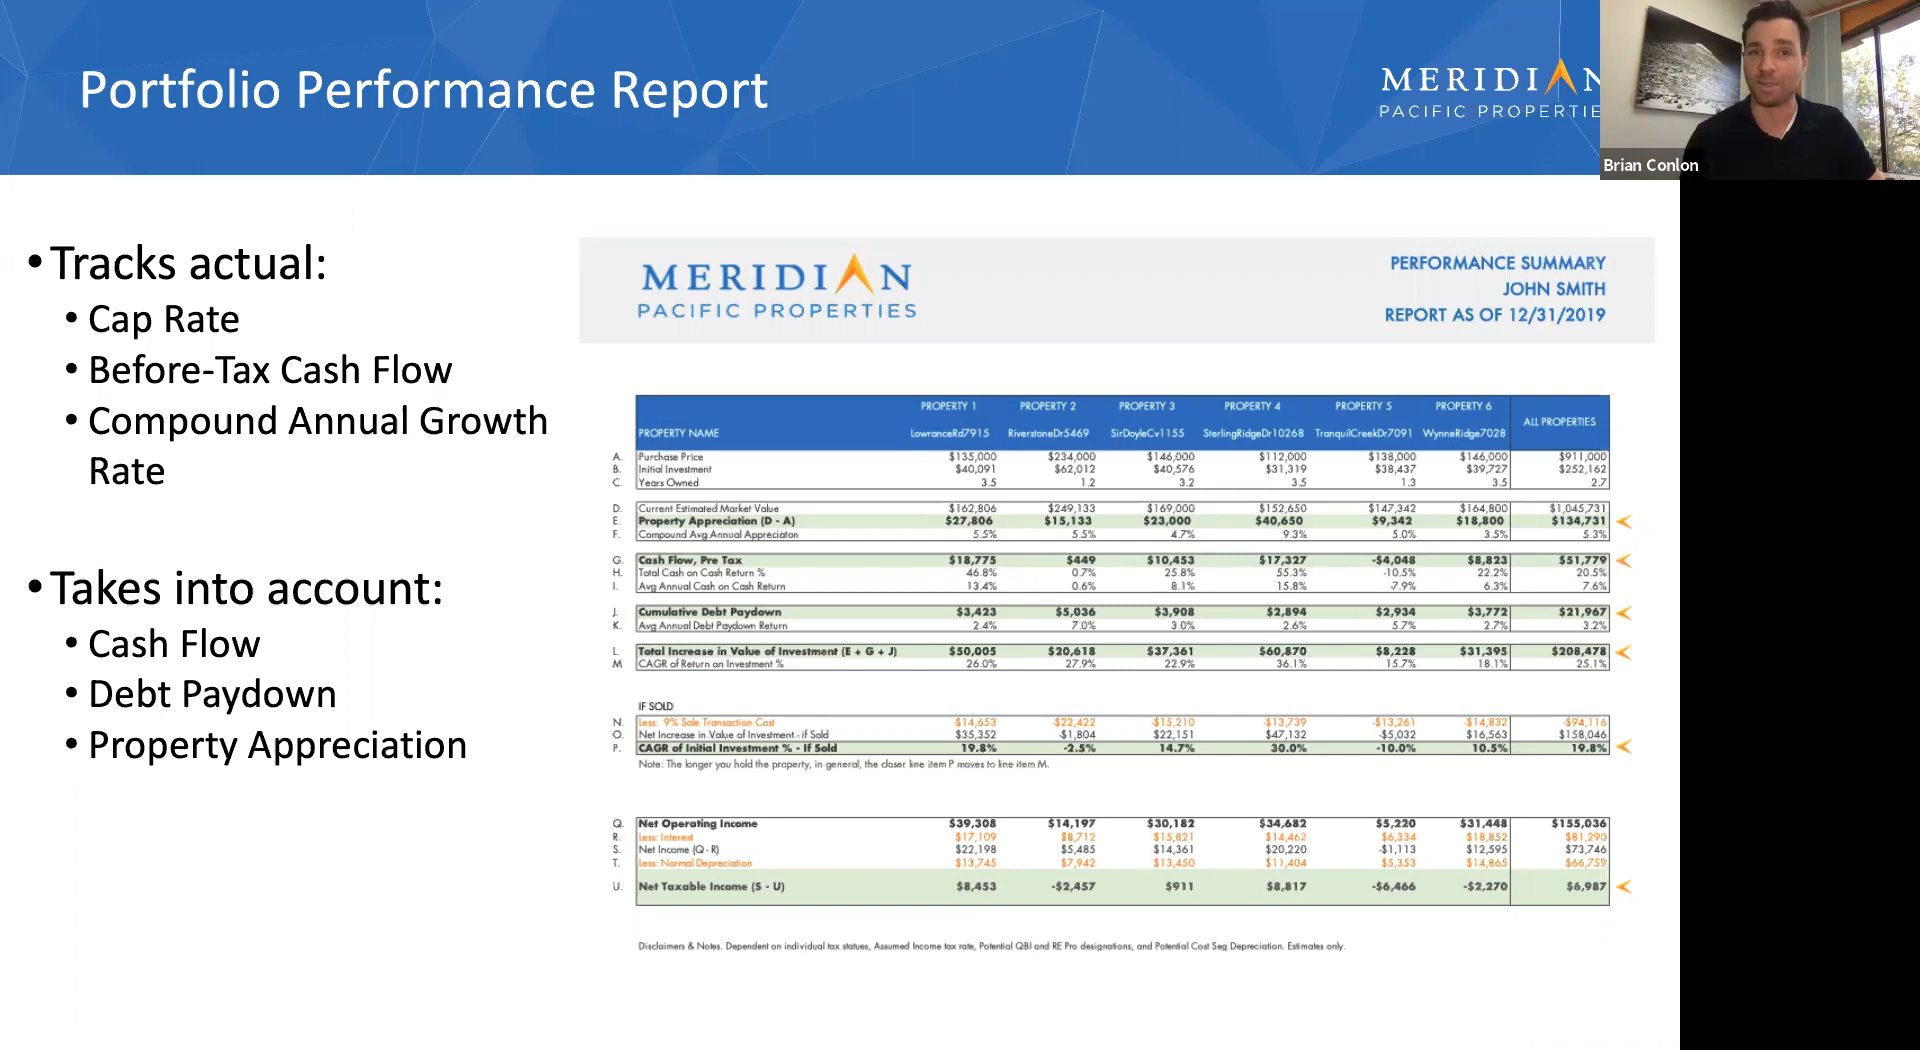 Portfolio Performance Report
MERIDIAN
PACIFIC PROPERTIE
Brian Conlon
• Tracks actual:
• Cap Rate
• Before-Tax Cash Flow
• Compound Annual Growth
Rate
• Takes into account:
• Cash Flow
• Debt Paydown
• Property Appreciation
MERIDIAN
PACIFIC PROPERTIES
PERFORMANCE SUMMARY
JOHN SMITH
REPORT AS OF 12/31/2019
PROPERTY 1 PROPERTY 2 PROPERTY 3 PROPERTY 4 PROPERTY 5 PROPERTY 6
ALL PROPERTIES
PROPERTY NAME LowranceRd7915 RiverstoneDr5469 SirDoyleCv1155 SterlingRidgeDr10268 TranquilCreekDr7091 WynneRidge7028
A. Purchase Price $135,000 $234,000 $146,000 $112,000 $138,000 $146,000 $911,000
B. Initial Investment $40,091 $62,012 $40,576 $31,319 $38,437 $39,727 $252,162
C. Years Owned 3.5 1.2 3.2 3.5 1.3 3.5 2.7
D. Current Estimated Market Value $162,806 $249,133 $169,000 $152,650 $147,342 $164,800 $1,045,731
E. Property Appreciation (D - A) $27,806 $15,133 $23,000 $40,650 $9,342 $18,800 $134,731
F. Compound Avg Annual Appreciaton 5.5% 5.5% 4.7% 9.3% 5.0% 3.5% 5.3%
G. Cash Flow, Pre Tax $18,775 $449 $10,453 $17,327 -$4,048 $8,823 $51,779
H. Total Cash on Cash Return % 46.8% 0.7% 25.8% 55.3% -10.5% 22.2% 20.5%
I. Avg Annual Cash on Cash Return 13.4% 0.6% 8.1% 15.8% -7.9% 6.3% 7.6%
J. Cumulative Debt Paydown $3,423 $5,036 $3,908 $2,894 $2,934 $3,772 $21,967
K. Avg Annual Debt Paydown Return 2.4% 7.0% 3.0% 2.6% 5.7% 2.7% 3.2%
L. Total Increase in Value of Investment (E + G + J) $50,005 $20,618 $37,361 $60,870 $8,228 $31,395 $208,478
M CAGR of Return on Investment % 26.0% 27.9% 22.9% 36.1% 15.7% 18.1% 25.1%
IF SOLD
N. Less: 9% Sale Transaction Cost -$14,653 -$22,422 -$15,210 -$13,739 -$13,261 -$14,832 -$94,116
O. Net Increase in Value of Investment - if Sold $35,352 -$1,804 $22,151 $47,132 -$5,032 $16,563 $158,046
P. CAGR of Initial Investment % - If Sold 19.8% -2.5% 14.7% 30.0% -10.0% 10.5% 19.8%
Note: The longer you hold the property, in general, the closer line item P moves to line item M.
Q. Net Operating Income $39,308 $14,197 $30,182 $34,682 $5,220 $31,448 $155,036
R. Less: Interest $17,109 $8,712 $15,821 $14,462 $6,334 $18,852 $81,290
S. Net Income (Q - R) $22,198 $5,485 $14,361 $20,220 -$1,113 $12,595 $73,746
T. Less: Normal Depreciation $13,745 $7,942 $13,450 $11,404 $5,353 $14,865 $66,759
U. Net Taxable Income (S - U) $8,453 -$2,457 $911 $8,817 -$6,466 -$2,270 $6,987
Disclaimers & Notes. Dependent on individual tax statues, Assumed Income tax rate, Potential QBI and RE Pro designations, and Potential Cost Seg Depreciation. Estimates only.